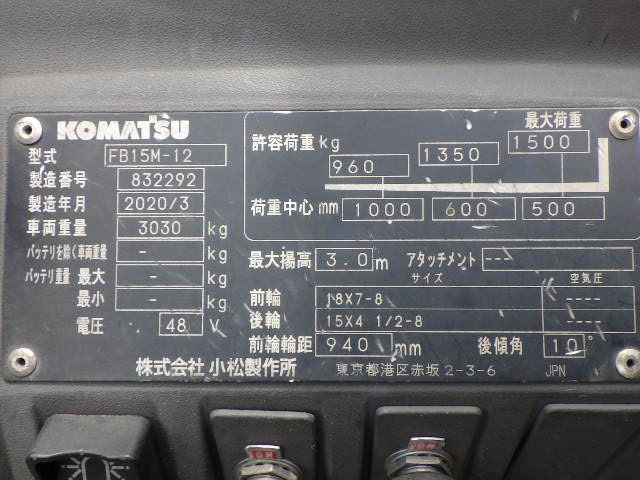 KOMATSU
型式 FB15M-12
製造番号 832292
製造年月 2020/3
車両重量 3030 kg
バッテリを除く車両重量 - kg
バッテリ重量 最大 - kg
最小 - kg
電圧 48 V
最大荷重
許容荷重 kg 960 1350 1500
荷重中心 mm 1000 600 500
最大揚高 3.0 m アタッチメント ---
サイズ 空気圧
前輪 18X7-8 ----
後輪 15X4 1/2-8 ----
前輪輪距 940 mm 後傾角 10°
株式会社 小松製作所 東京都港区赤坂 2-3-6 JPN